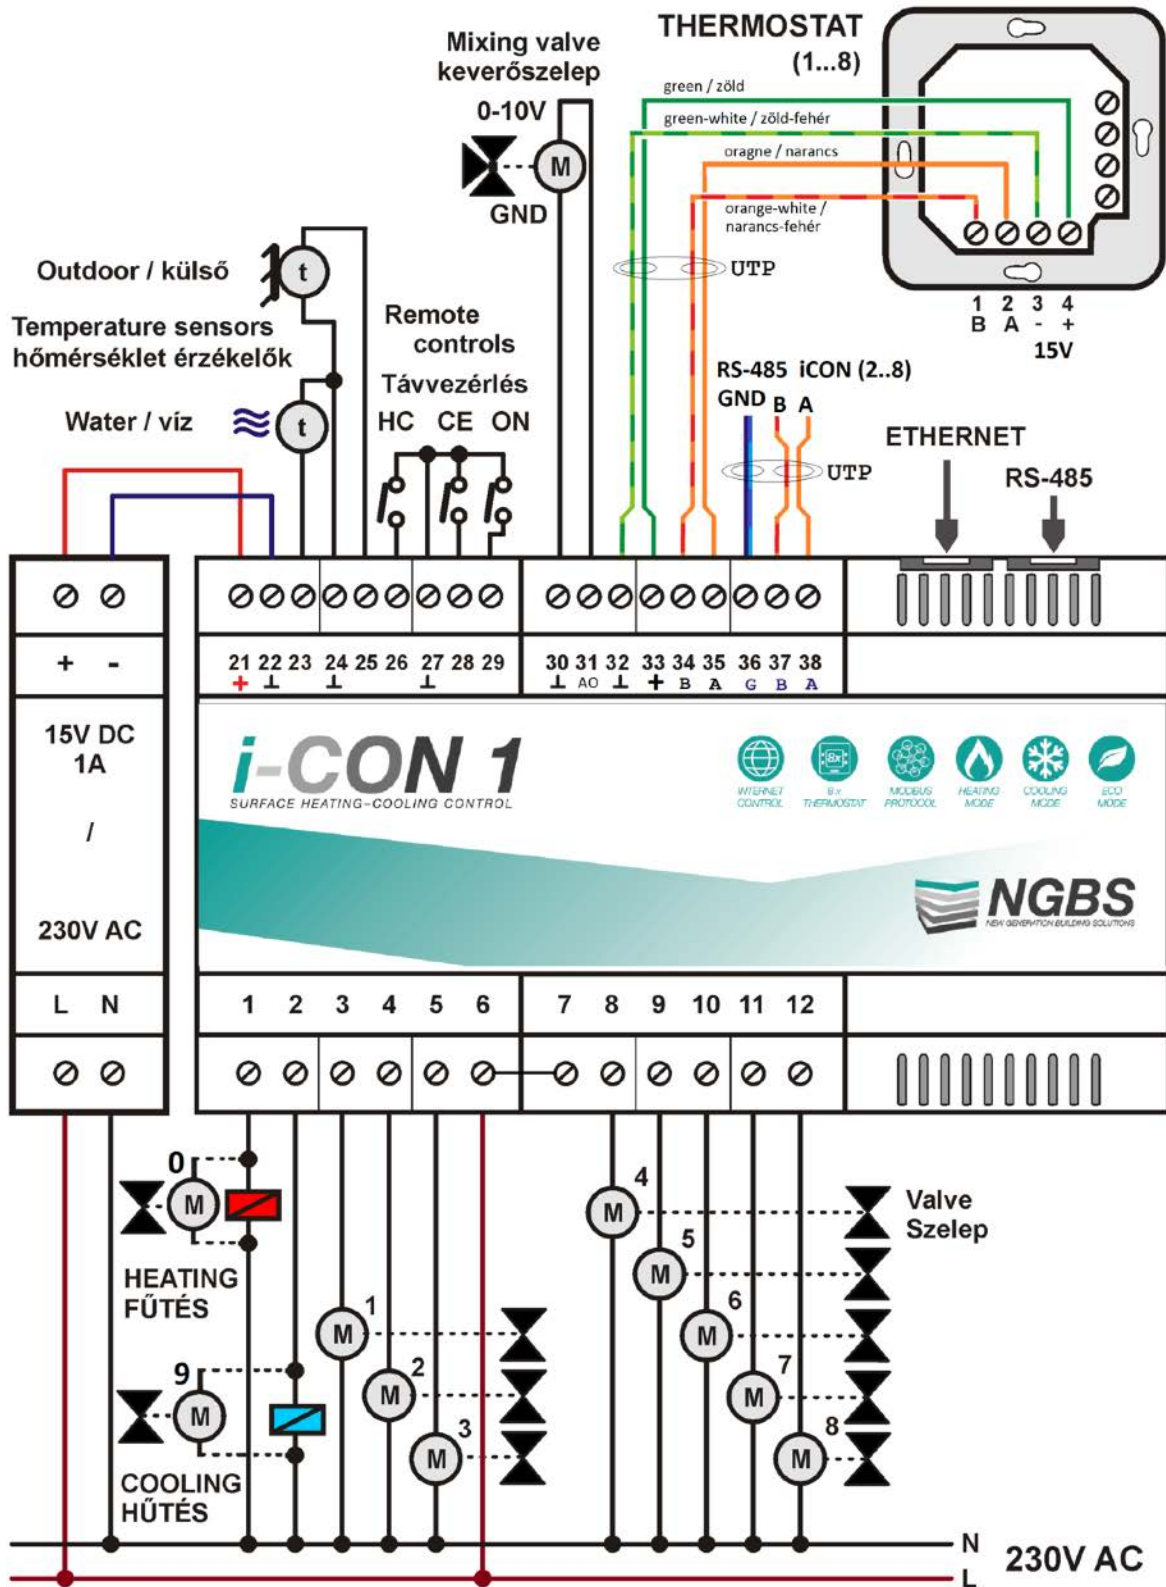 THERMOSTAT
(1...8)
Mixing valve
keverőszelep
0-10V
M
GND
green / zöld
green-white / zöld-fehér
oragne / narancs
orange-white /
narancs-fehér
UTP
1 2 3 4
B A - +
15V
Outdoor / külső
t
Temperature sensors
hőmérséklet érzékelők
Water / víz
t
Remote
controls
Távvezérlés
HC CE ON
RS-485 iCON (2..8)
GND B A
UTP
ETHERNET
RS-485
+ -
21 22 23 24 25 26 27 28 29 30 31 32 33 34 35 36 37 38
+ ⊥ ⊥ ⊥ ⊥ AO ⊥ + B A G B A
15V DC
1A
/
230V AC
i-CON 1
SURFACE HEATING-COOLING CONTROL
INTERNET
CONTROL
8x
8 x
THERMOSTAT
MODBUS
PROTOCOL
HEATING
MODE
COOLING
MODE
ECO
MODE
NGBS
NEW GENERATION BUILDING SOLUTIONS
L N
1 2 3 4 5 6 7 8 9 10 11 12
0
M
HEATING
FŰTÉS
9
M
COOLING
HŰTÉS
M 1
M 2
M 3
M 4
M 5
M 6
M 7
M 8
Valve
Szelep
N
L
230V AC